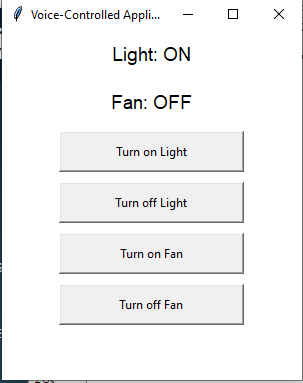 Voice-Controlled Appli...
Light: ON
Fan: OFF
Turn on Light
Turn off Light
Turn on Fan
Turn off Fan